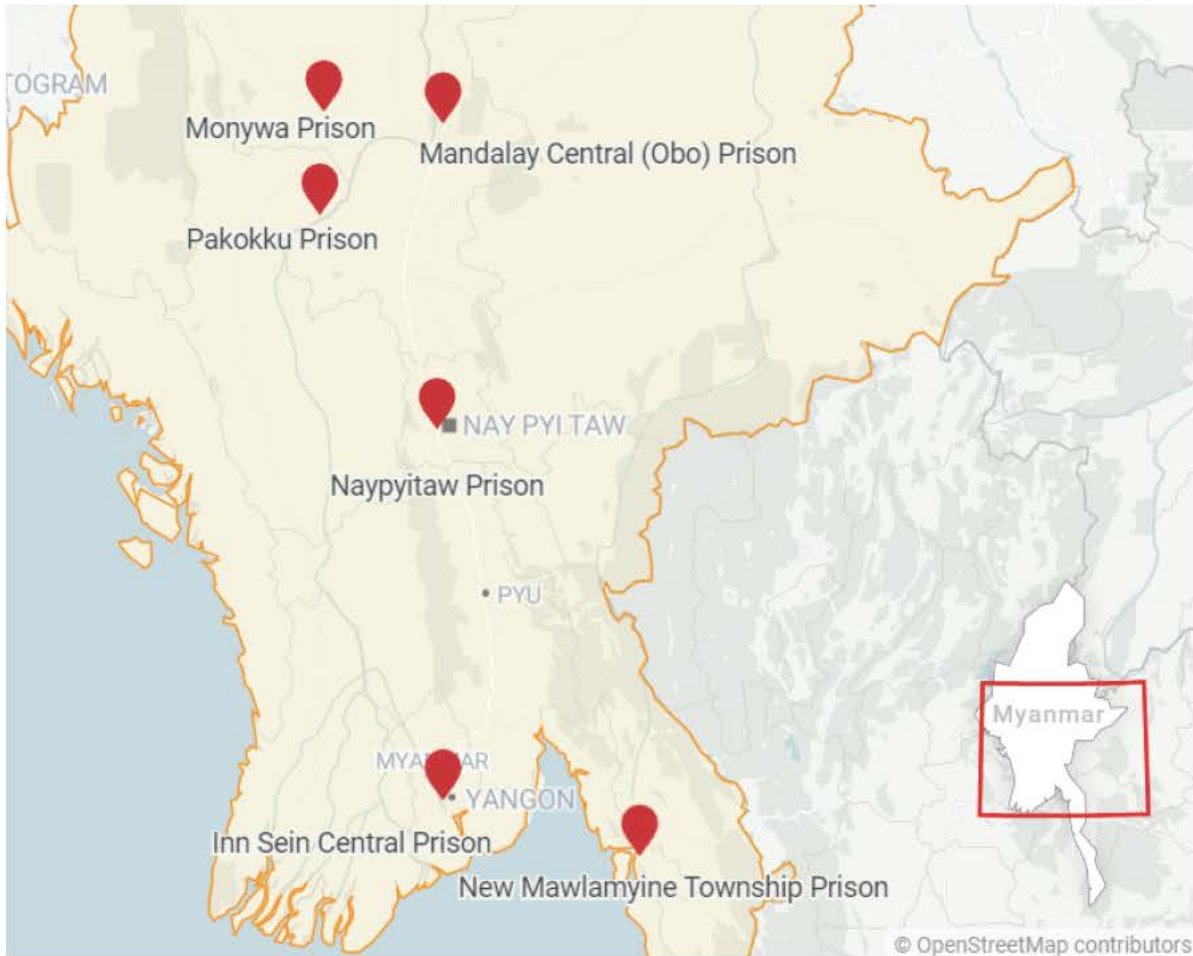 TOGRAM
Monywa Prison
Mandalay Central (Obo) Prison
Pakokku Prison
NAY PYI TAW
Naypyitaw Prison
PYU
Myanmar
YANGON
Inn Sein Central Prison
New Mawlamyine Township Prison
© OpenStreetMap contributors